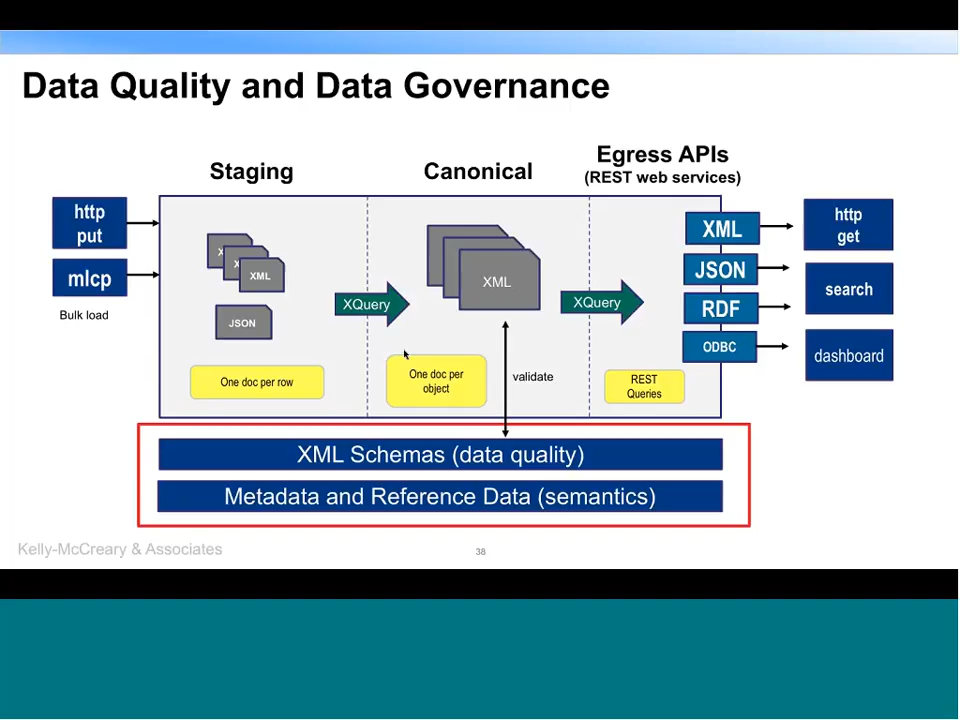 Data Quality and Data Governance
Staging
Canonical
Egress APIs
(REST web services)
http
put
mlcp
Bulk load
XML
JSON
One doc per row
XQuery
XML
One doc per
object
validate
XQuery
REST
Queries
XML
JSON
RDF
ODBC
http
get
search
dashboard
XML Schemas (data quality)
Metadata and Reference Data (semantics)
Kelly-McCreary & Associates
38